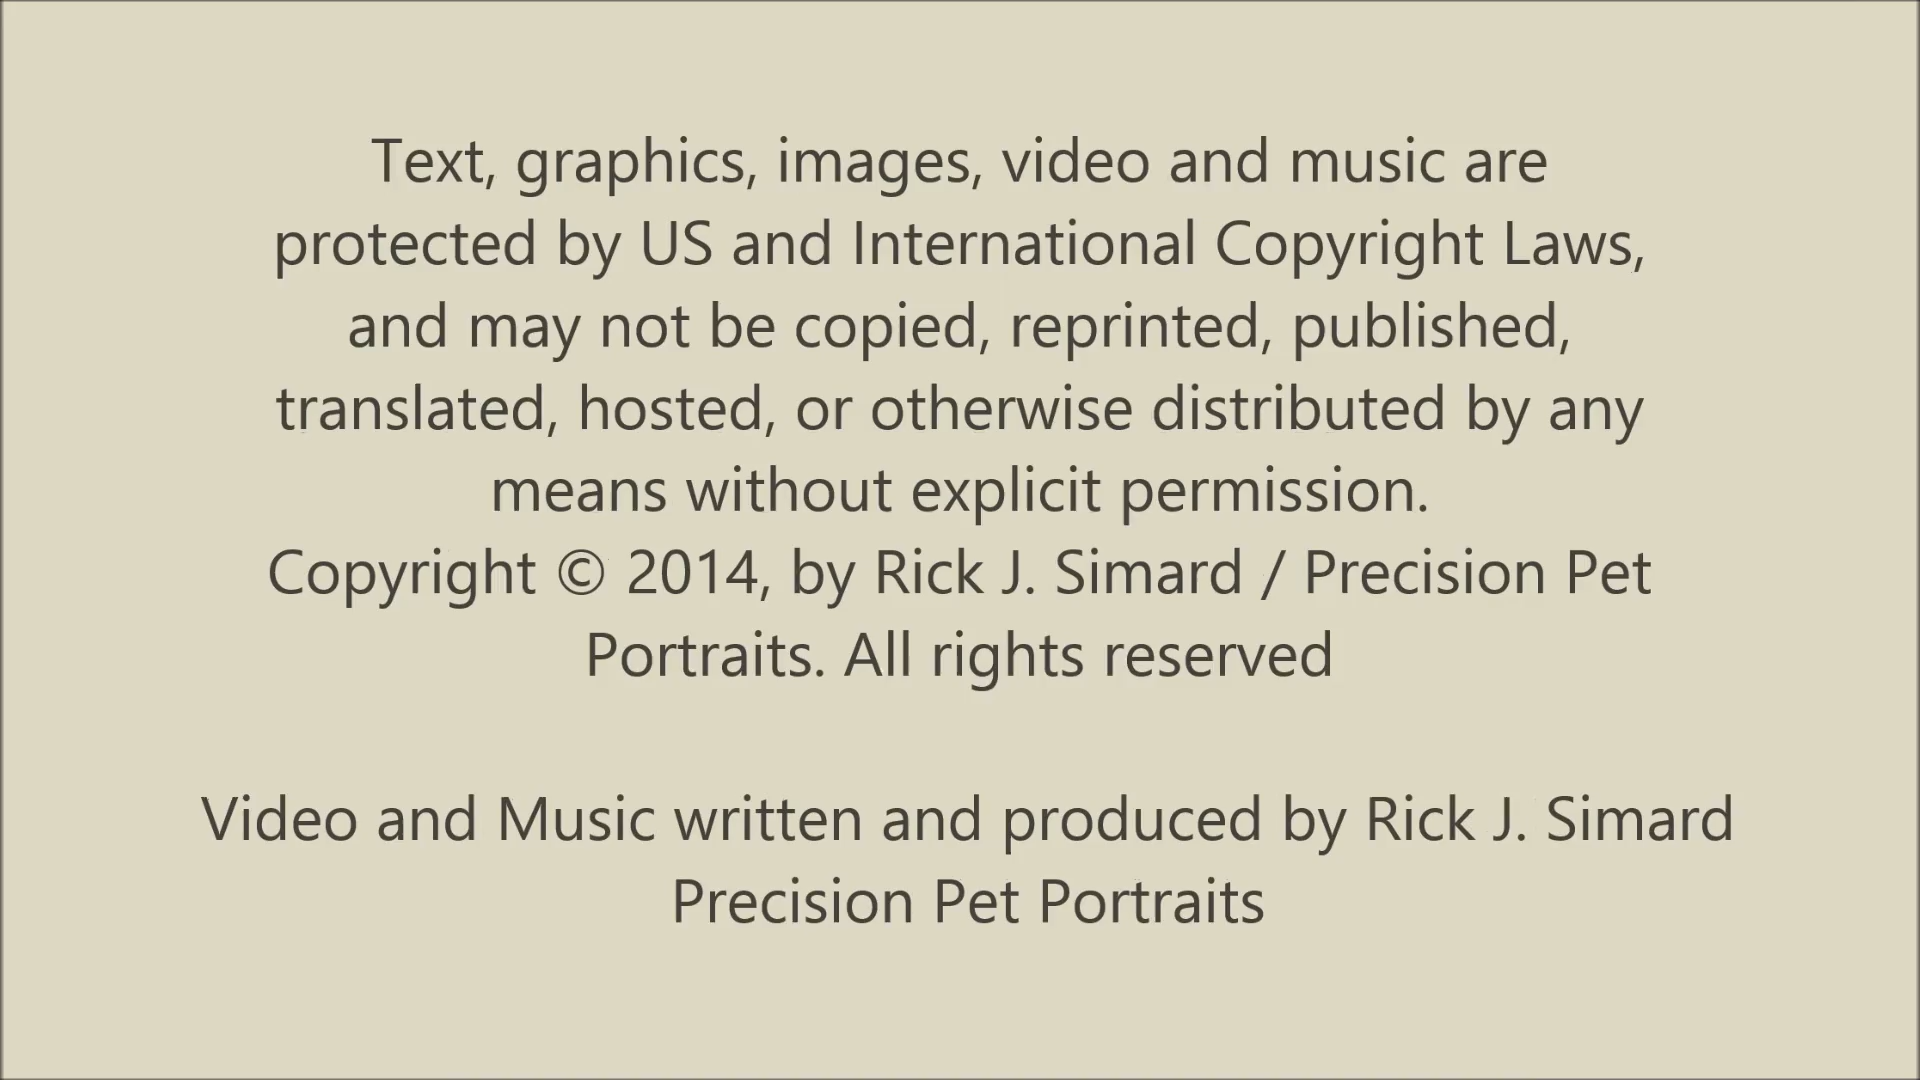 Text, graphics, images, video and music are
protected by US and International Copyright Laws,
and may not be copied, reprinted, published,
translated, hosted, or otherwise distributed by any
means without explicit permission.
Copyright © 2014, by Rick J. Simard / Precision Pet
Portraits. All rights reserved
Video and Music written and produced by Rick J. Simard
Precision Pet Portraits